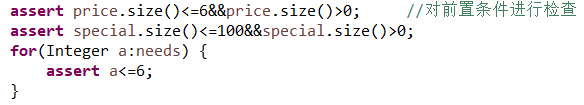 assert price.size()<=6&&price.size()>0;     //对前置条件进行检查
assert special.size()<=100&&special.size()>0;
for(Integer a:needs) {
    assert a<=6;
}